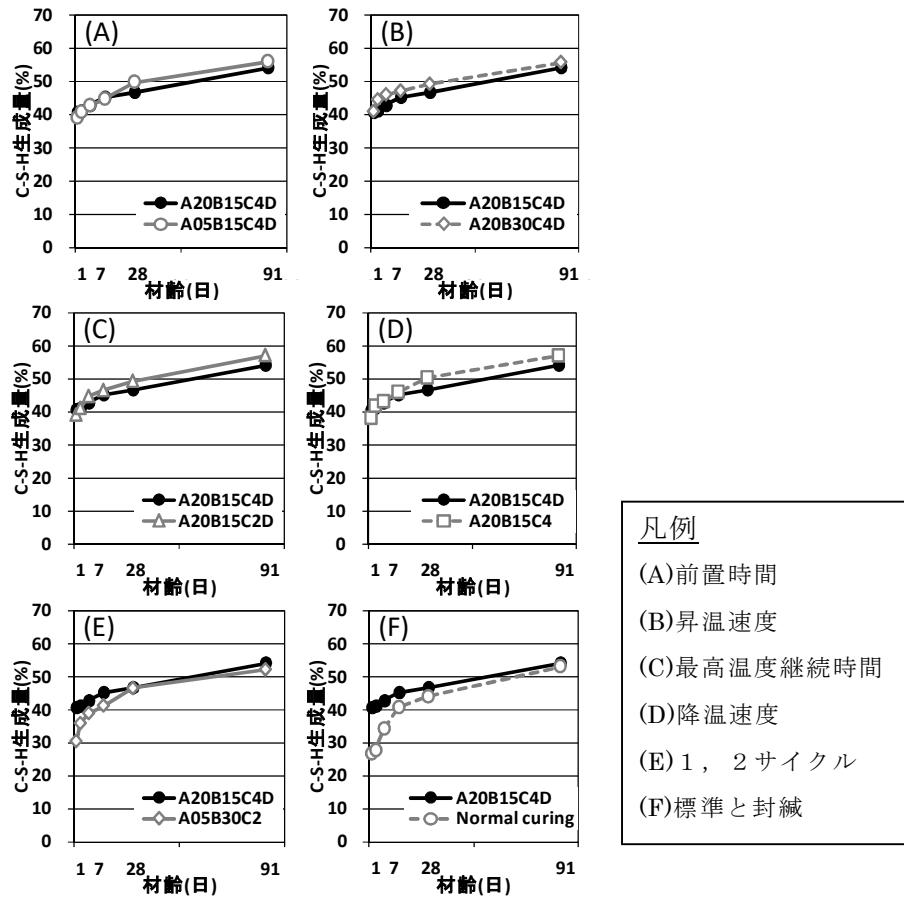 (A)
70
60
50
40
30
20
10
0
C-S-H生成量(%)
A20B15C4D
A05B15C4D
1 7 28 91
材齢(日)
(B)
70
60
50
40
30
20
10
0
C-S-H生成量(%)
A20B15C4D
A20B30C4D
1 7 28 91
材齢(日)
(C)
70
60
50
40
30
20
10
0
C-S-H生成量(%)
A20B15C4D
A20B15C2D
1 7 28 91
材齢(日)
(D)
70
60
50
40
30
20
10
0
C-S-H生成量(%)
A20B15C4D
A20B15C4
1 7 28 91
材齢(日)
(E)
70
60
50
40
30
20
10
0
C-S-H生成量(%)
A20B15C4D
A05B30C2
1 7 28 91
材齢(日)
(F)
70
60
50
40
30
20
10
0
C-S-H生成量(%)
A20B15C4D
Normal curing
1 7 28 91
材齢(日)
凡例
(A)前置時間
(B)昇温速度
(C)最高温度継続時間
(D)降温速度
(E)１，２サイクル
(F)標準と封緘